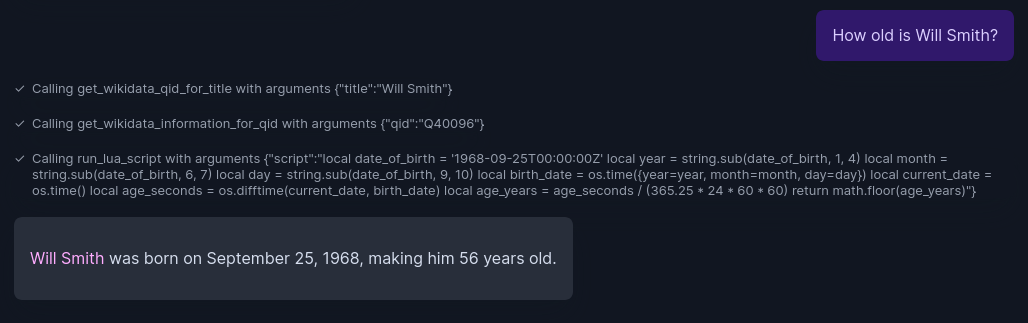 How old is Will Smith?
✓ Calling get_wikidata_qid_for_title with arguments {"title":"Will Smith"}
✓ Calling get_wikidata_information_for_qid with arguments {"qid":"Q40096"}
✓ Calling run_lua_script with arguments {"script":"local date_of_birth = '1968-09-25T00:00:00Z' local year = string.sub(date_of_birth, 1, 4) local month =
string.sub(date_of_birth, 6, 7) local day = string.sub(date_of_birth, 9, 10) local birth_date = os.time({year=year, month=month, day=day}) local current_date =
os.time() local age_seconds = os.difftime(current_date, birth_date) local age_years = age_seconds / (365.25 * 24 * 60 * 60) return math.floor(age_years)"}
Will Smith was born on September 25, 1968, making him 56 years old.